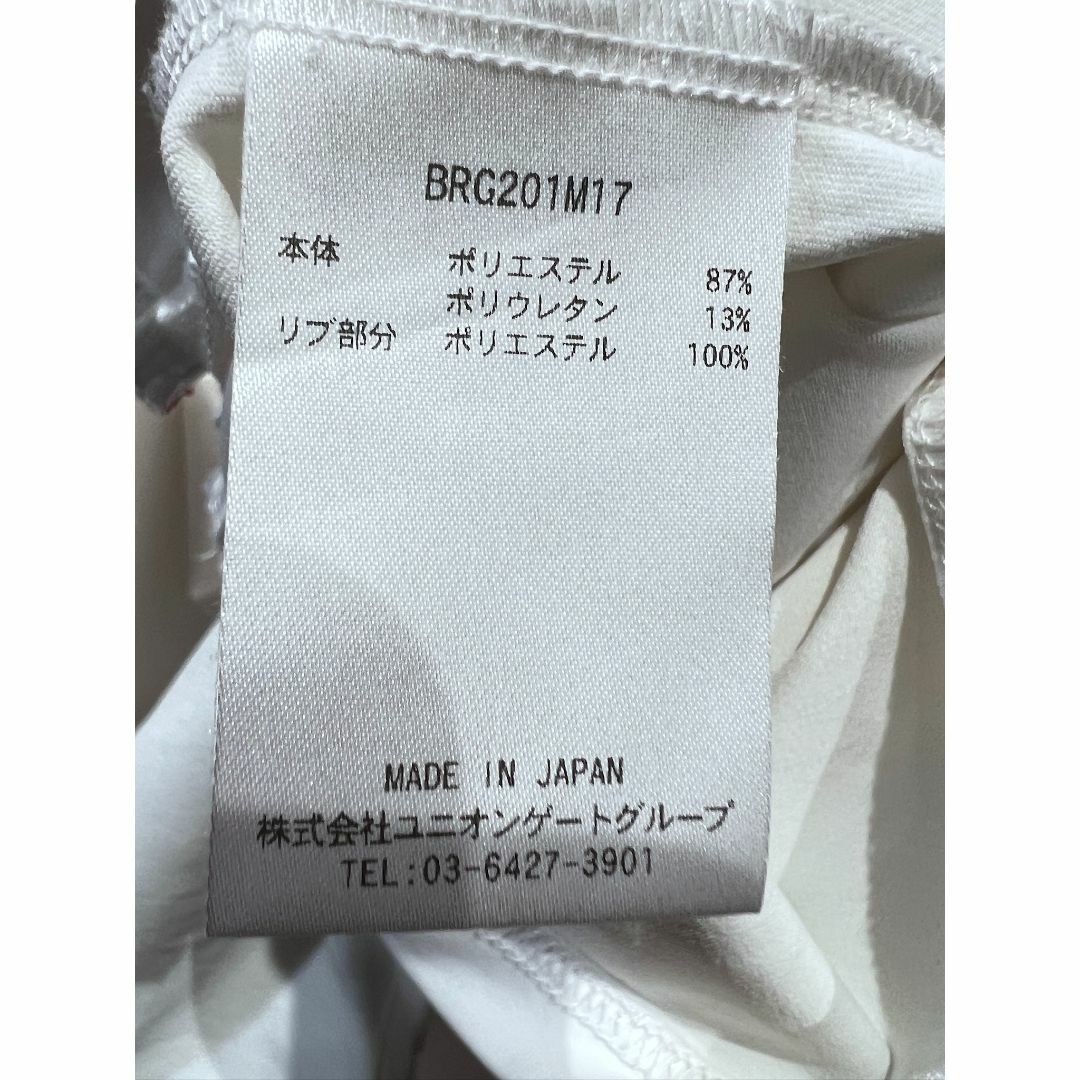 BRG201M17
本体 ポリエステル 87%
ポリウレタン 13%
リブ部分 ポリエステル 100%
MADE IN JAPAN
株式会社ユニオンゲートグループ
TEL:03-6427-3901